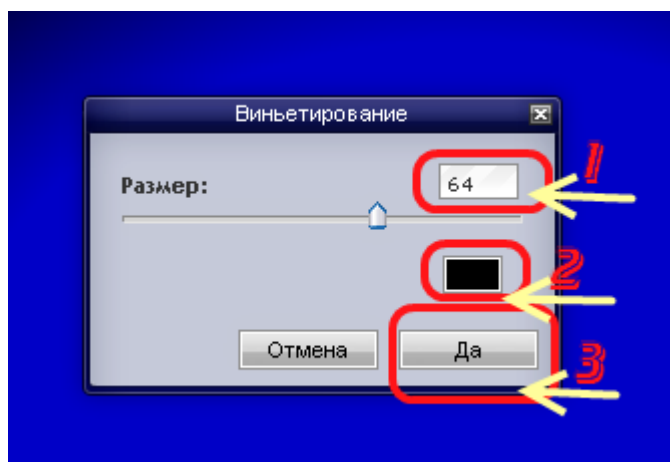 Виньетирование
1
Размер: 64
2
Отмена Да
3